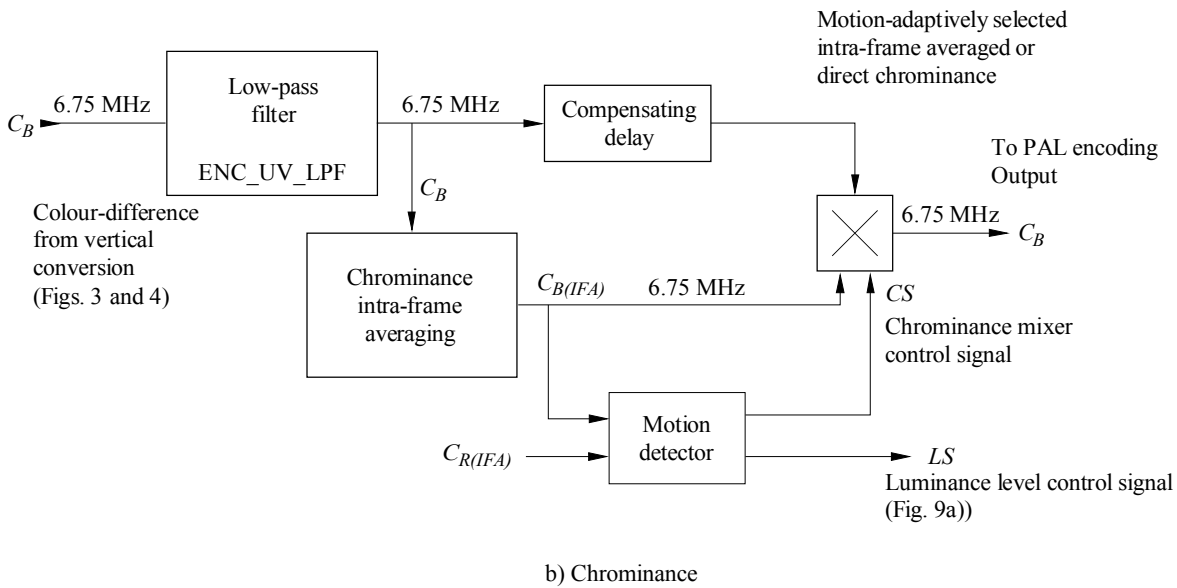 Motion-adaptively selected
intra-frame averaged or
direct chrominance
C_B
6.75 MHz
Low-pass
filter
ENC_UV_LPF
6.75 MHz
Compensating
delay
C_B
To PAL encoding
Output
6.75 MHz
C_B
Colour-difference
from vertical
conversion
(Figs. 3 and 4)
Chrominance
intra-frame
averaging
C_B(IFA)
6.75 MHz
CS
Chrominance mixer
control signal
C_R(IFA)
Motion
detector
LS
Luminance level control signal
(Fig. 9a))
b) Chrominance